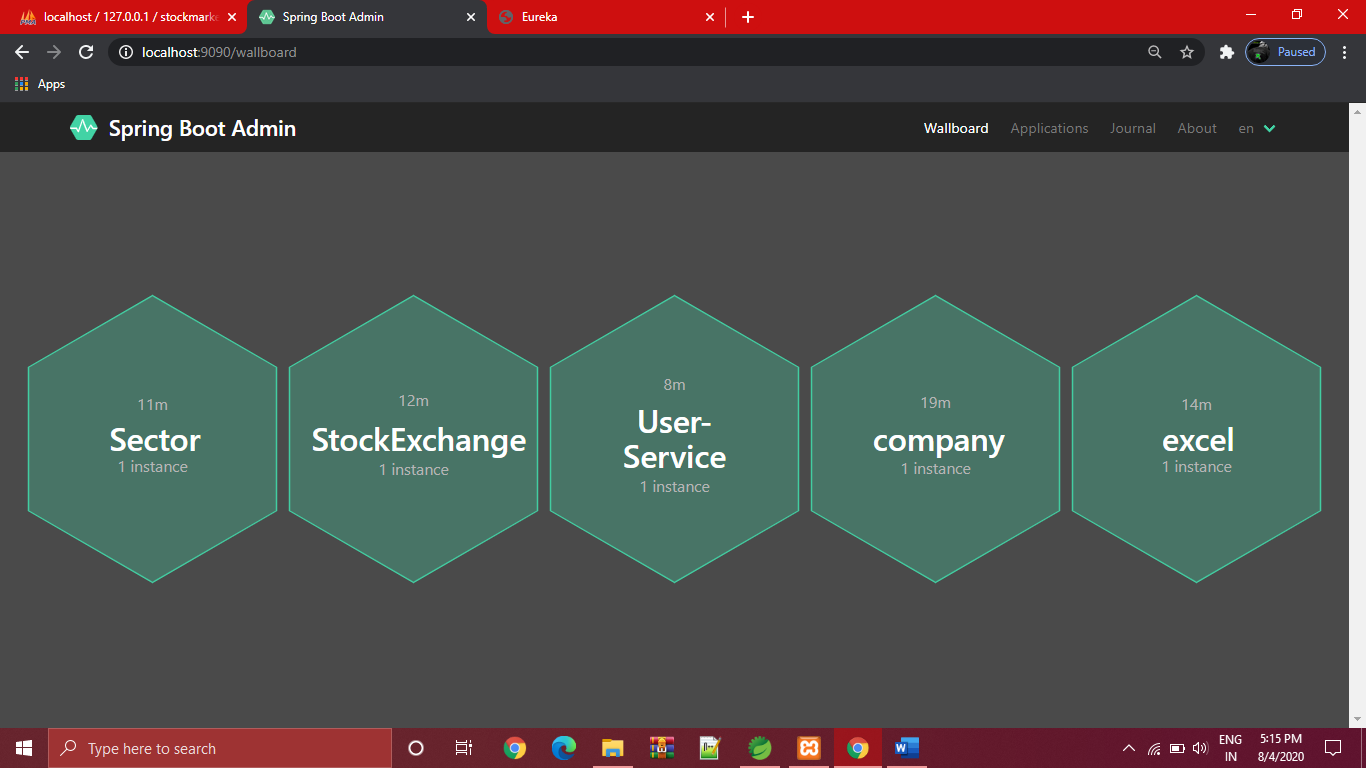 localhost / 127.0.0.1 / stockmark
Spring Boot Admin
Eureka
localhost:9090/wallboard
Paused
Apps
Spring Boot Admin
Wallboard
Applications
Journal
About
en
11m
Sector
1 instance
12m
StockExchange
1 instance
8m
User-
Service
1 instance
19m
company
1 instance
14m
excel
1 instance
Type here to search
ENG
IN
5:15 PM
8/4/2020